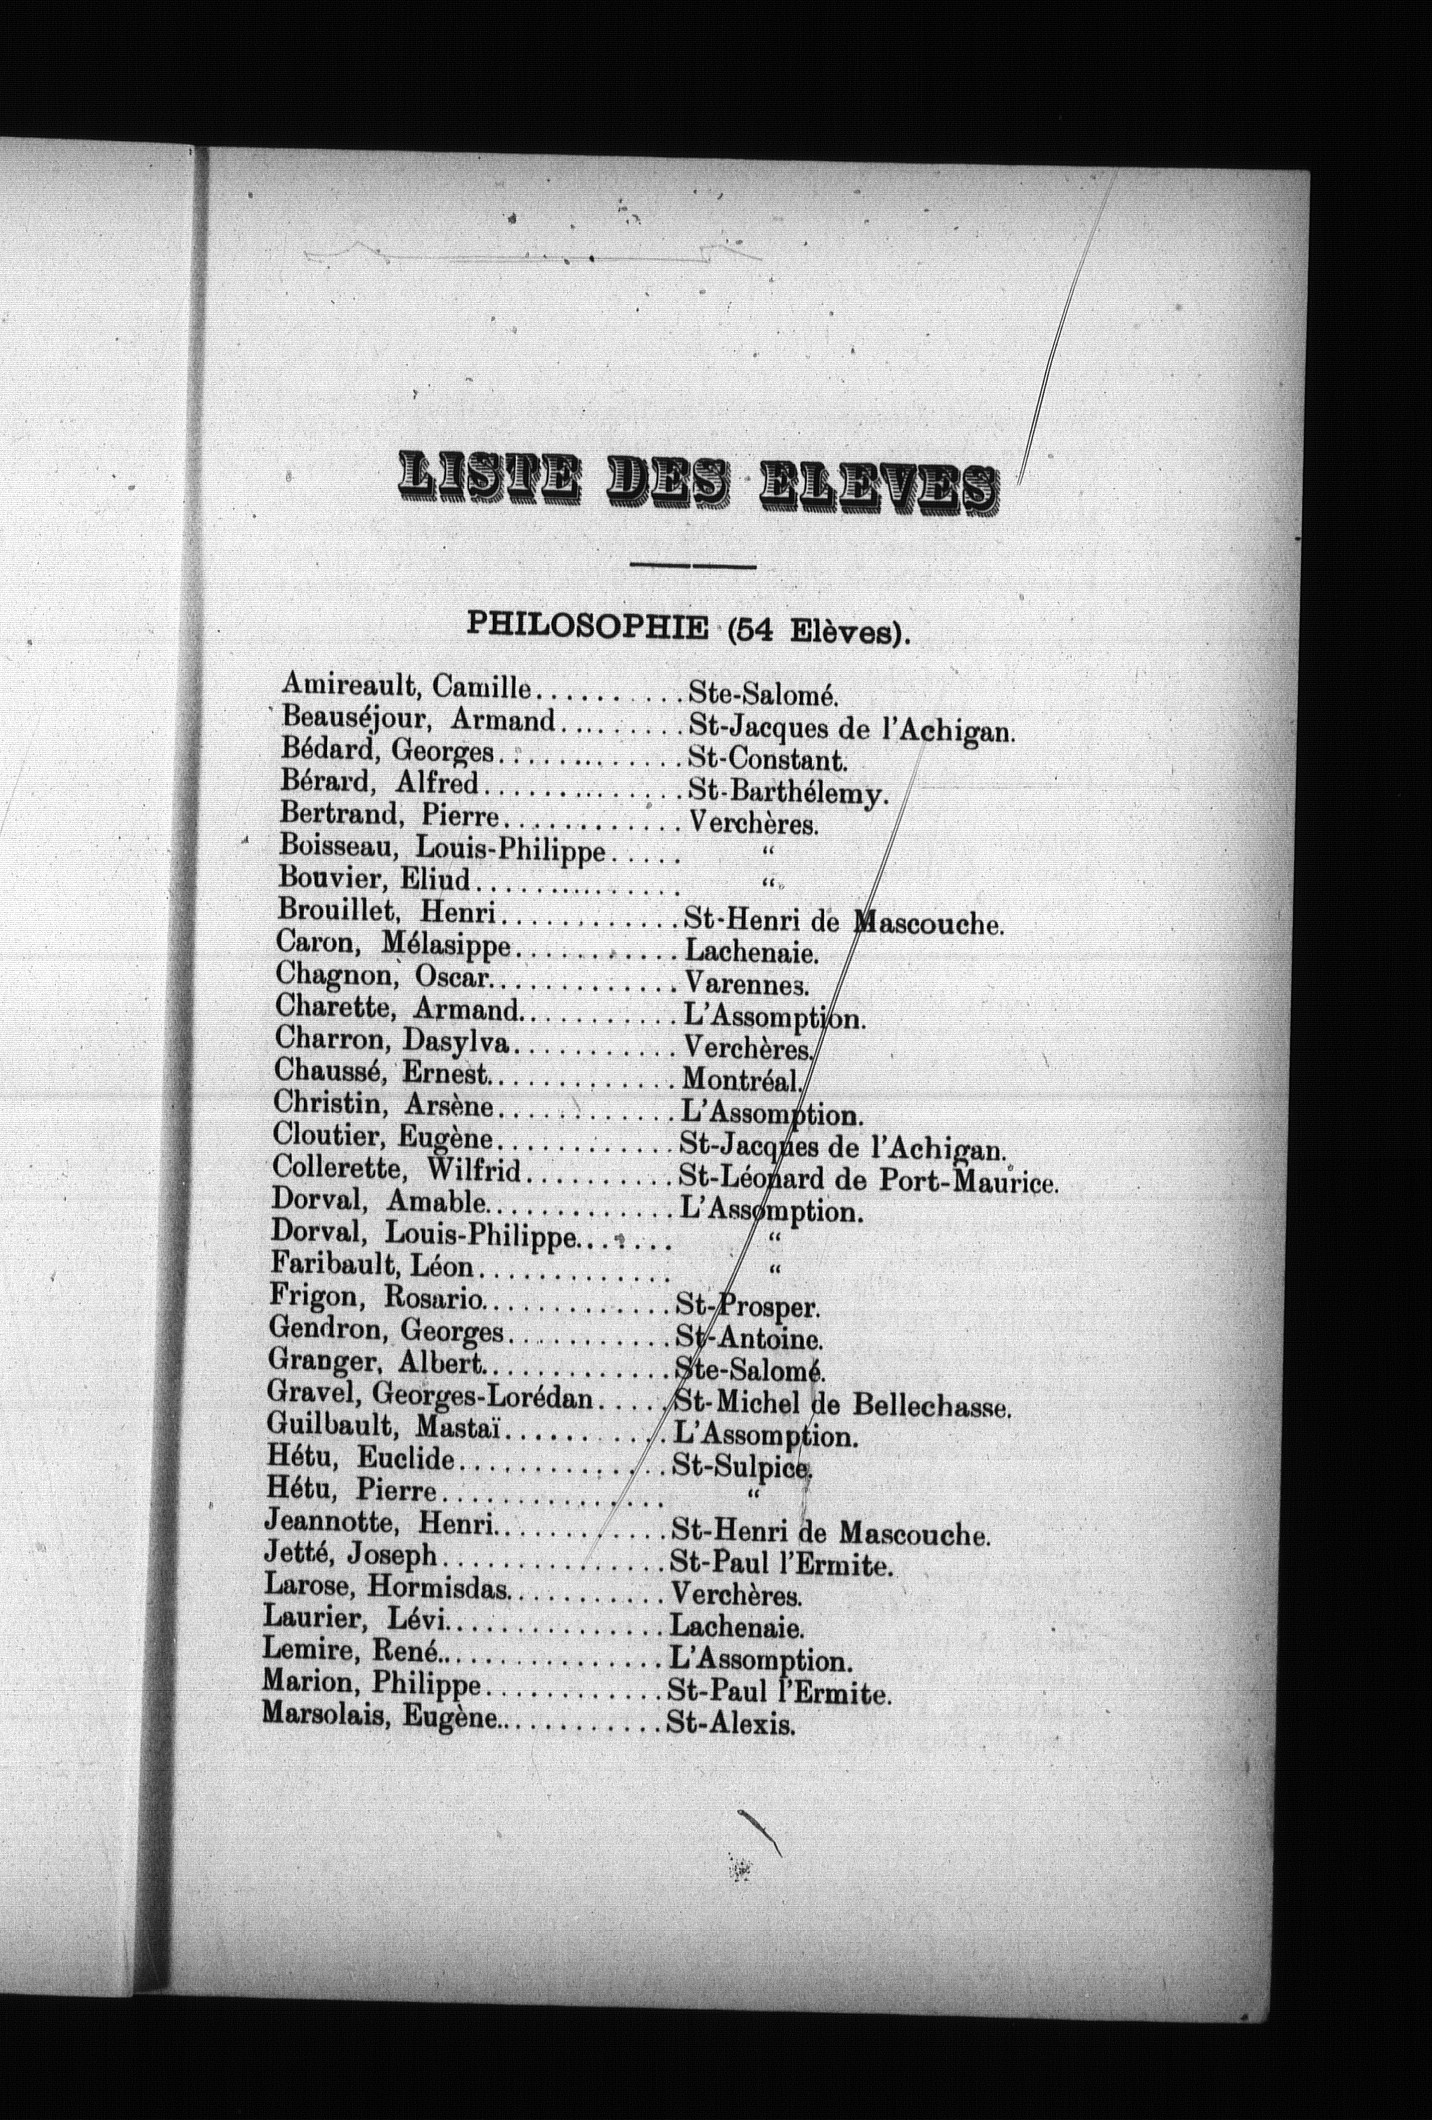 LISTE DES ELEVES
PHILOSOPHIE (54 Elèves).
Amireault, Camille..........Ste-Salomé.
Beauséjour, Armand.........St-Jacques de l'Achigan.
Bédard, Georges............St-Constant.
Bérard, Alfred.............St-Barthélemy.
Bertrand, Pierre............Verchères.
Boisseau, Louis-Philippe..... “
Bouvier, Eliud.............. “
Brouillet, Henri............St-Henri de Mascouche.
Caron, Mélasippe...........Lachenaie.
Chagnon, Oscar.............Varennes.
Charette, Armand...........L'Assomption.
Charron, Dasylva...........Verchères.
Chaussé, Ernest.............Montréal.
Christin, Arsène............L'Assomption.
Cloutier, Eugène............St-Jacques de l'Achigan.
Collerette, Wilfrid..........St-Léonard de Port-Maurice.
Dorval, Amable.............L'Assomption.
Dorval, Louis-Philippe....... “
Faribault, Léon............. “
Frigon, Rosario.............St-Prosper.
Gendron, Georges...........St-Antoine.
Granger, Albert.............Ste-Salomé.
Gravel, Georges-Lorédan.....St-Michel de Bellechasse.
Guilbault, Mastaï...........L'Assomption.
Hétu, Euclide..............St-Sulpice.
Hétu, Pierre............... “
Jeannotte, Henri............St-Henri de Mascouche.
Jetté, Joseph...............St-Paul l'Ermite.
Larose, Hormisdas...........Verchères.
Laurier, Lévi...............Lachenaie.
Lemire, René................L'Assomption.
Marion, Philippe............St-Paul l'Ermite.
Marsolais, Eugène............St-Alexis.